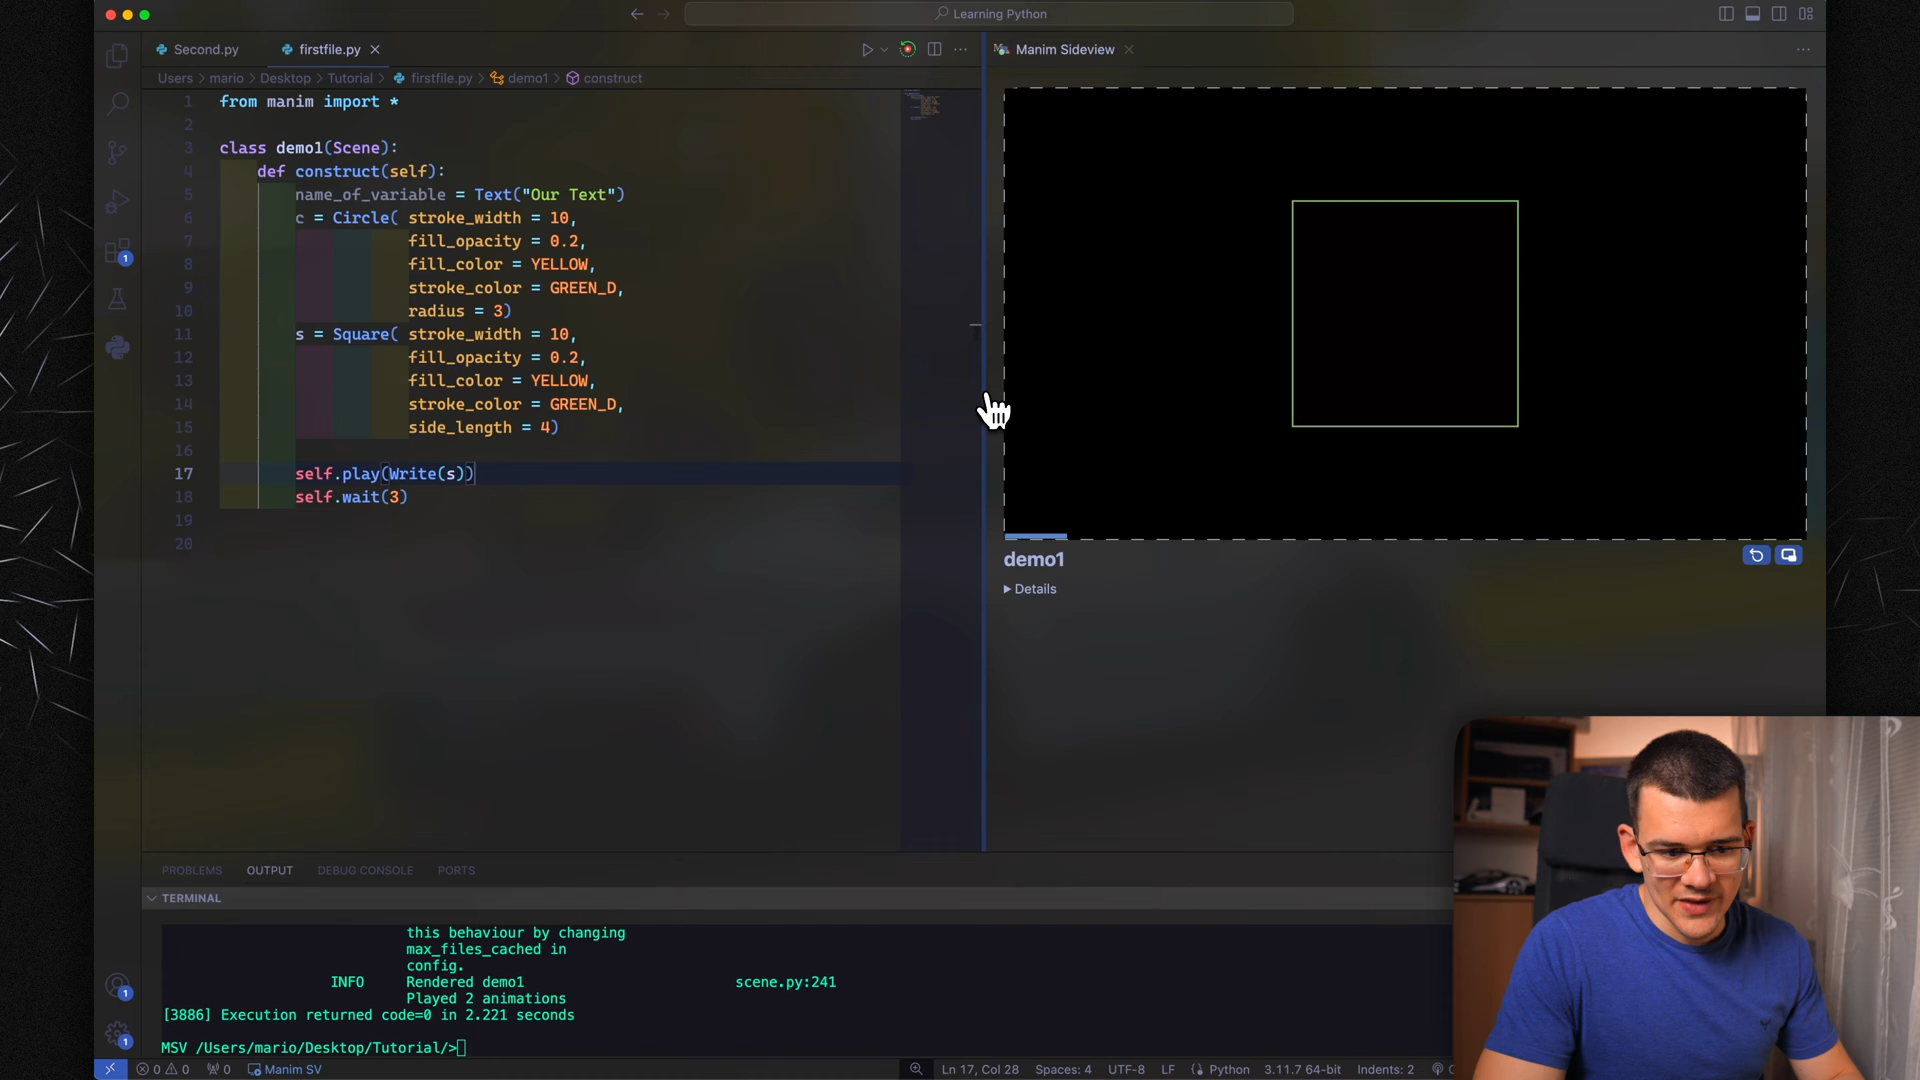 Learning Python
Second.py
firstfile.py
Manim Sideview
Users > mario > Desktop > Tutorial > firstfile.py > demo1 > construct
1 from manim import *
2
3 class demo1(Scene):
4 def construct(self):
5 name_of_variable = Text("Our Text")
6 c = Circle( stroke_width = 10,
7 fill_opacity = 0.2,
8 fill_color = YELLOW,
9 stroke_color = GREEN_D,
10 radius = 3)
11 s = Square( stroke_width = 10,
12 fill_opacity = 0.2,
13 fill_color = YELLOW,
14 stroke_color = GREEN_D,
15 side_length = 4)
16
17 self.play(Write(s))
18 self.wait(3)
19
20
demo1
Details
1
1
1
PROBLEMS OUTPUT DEBUG CONSOLE PORTS
TERMINAL
this behaviour by changing
max_files_cached in
config.
INFO Rendered demo1 scene.py:241
Played 2 animations
[3886] Execution returned code=0 in 2.221 seconds
MSV /Users/mario/Desktop/Tutorial/>
0 0 0 Manim SV Ln 17, Col 28 Spaces: 4 UTF-8 LF Python 3.11.7 64-bit Indents: 2